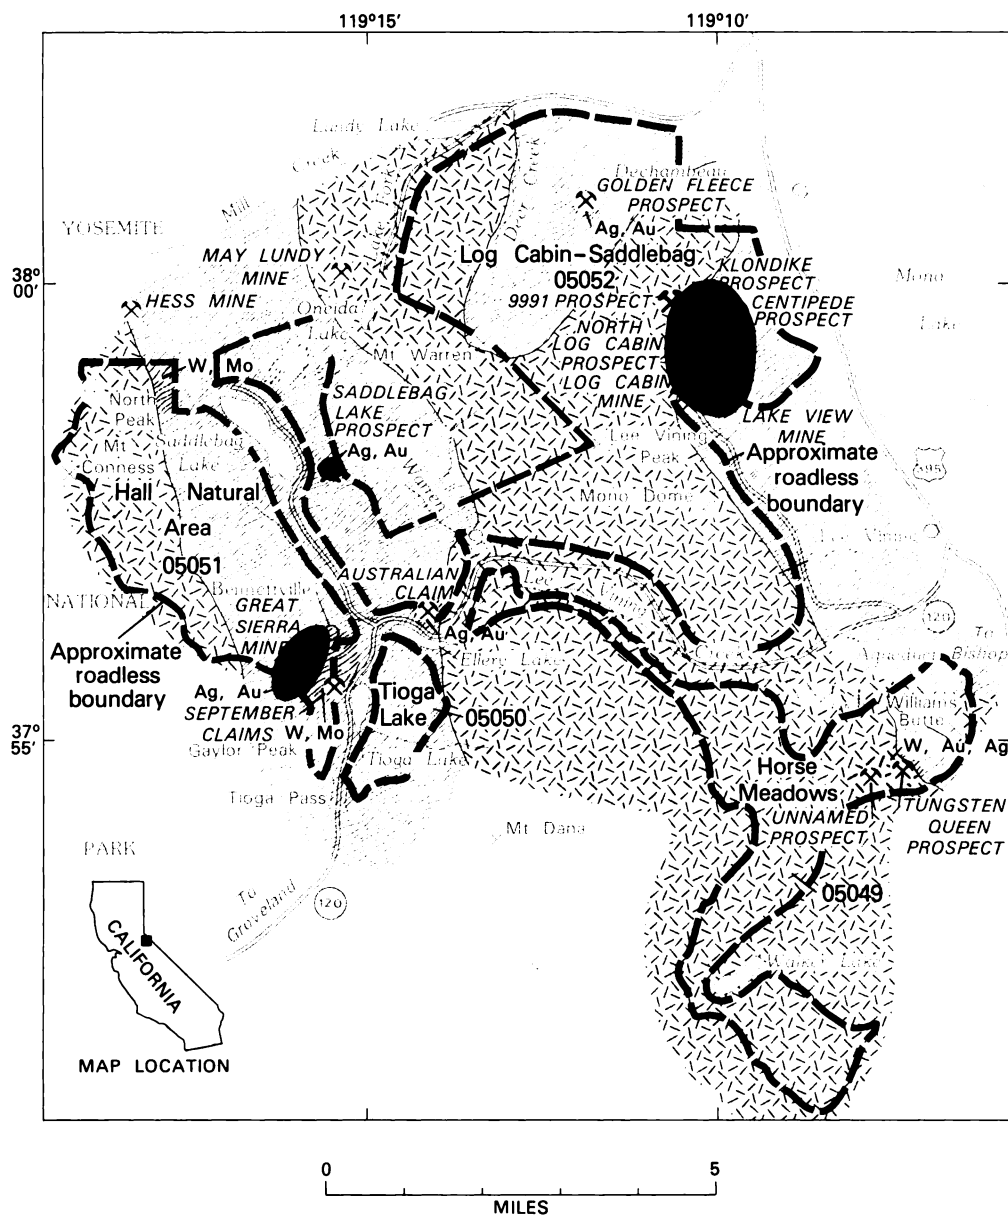 119°15′
119°10′
Lundy Lake
Creek
Mill
Deer Creek
Dechambeau
GOLDEN FLEECE
PROSPECT
Ag, Au
YOSEMITE
MAY LUNDY
MINE
Log Cabin-Saddlebag
05052
9991 PROSPECT
KLONDIKE
PROSPECT
CENTIPEDE
PROSPECT
Mono
Lake
38°
00′
HESS MINE
Oneida
Lake
NORTH
LOG CABIN
PROSPECT
LOG CABIN
MINE
Mt Warren
W, Mo
North
Peak
SADDLEBAG
LAKE
PROSPECT
Ag, Au
LAKE VIEW
MINE
Saddlebag
Lake
Mt
Conness
Warren
Lee Vining
Peak
Approximate
roadless
boundary
395
Hall Natural
Area
05051
Mono Dome
Lee Vining
Bennettville
AUSTRALIAN
CLAIM
Ag, Au
Lee
Vining
Creek
NATIONAL
GREAT
SIERRA
MINE
120
To
Bishop
Aqueduct
Approximate
roadless
boundary
Ellery Lake
Ag, Au
SEPTEMBER
CLAIMS
W, Mo
Tioga
Lake
05050
Williams
Butte
W, Au, Ag
37°
55′
Gaylor Peak
Tioga Lake
Horse
Meadows
Tioga Pass
UNNAMED
PROSPECT
TUNGSTEN
QUEEN
PROSPECT
Mt Dana
PARK
05049
To
Groveland
120
Walker Lake
CALIFORNIA
MAP LOCATION
0
5
MILES